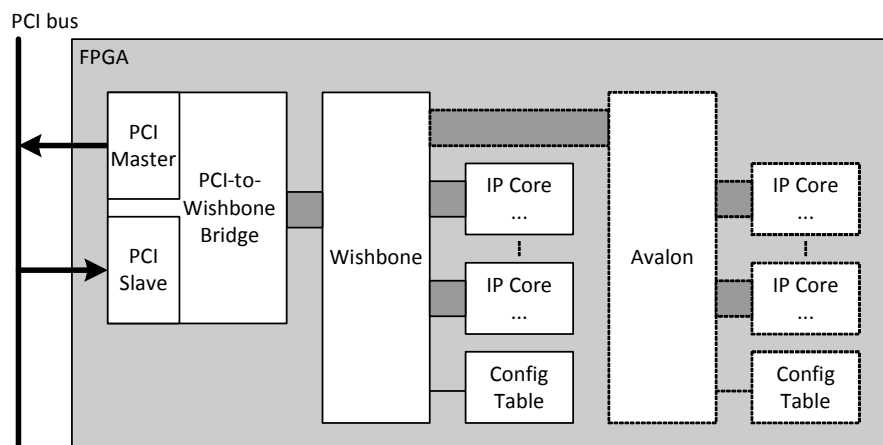 PCI bus
FPGA
PCI
Master
PCI-to-
Wishbone
Bridge
PCI
Slave
Wishbone
IP Core
...
IP Core
...
Config
Table
Avalon
IP Core
...
IP Core
...
Config
Table